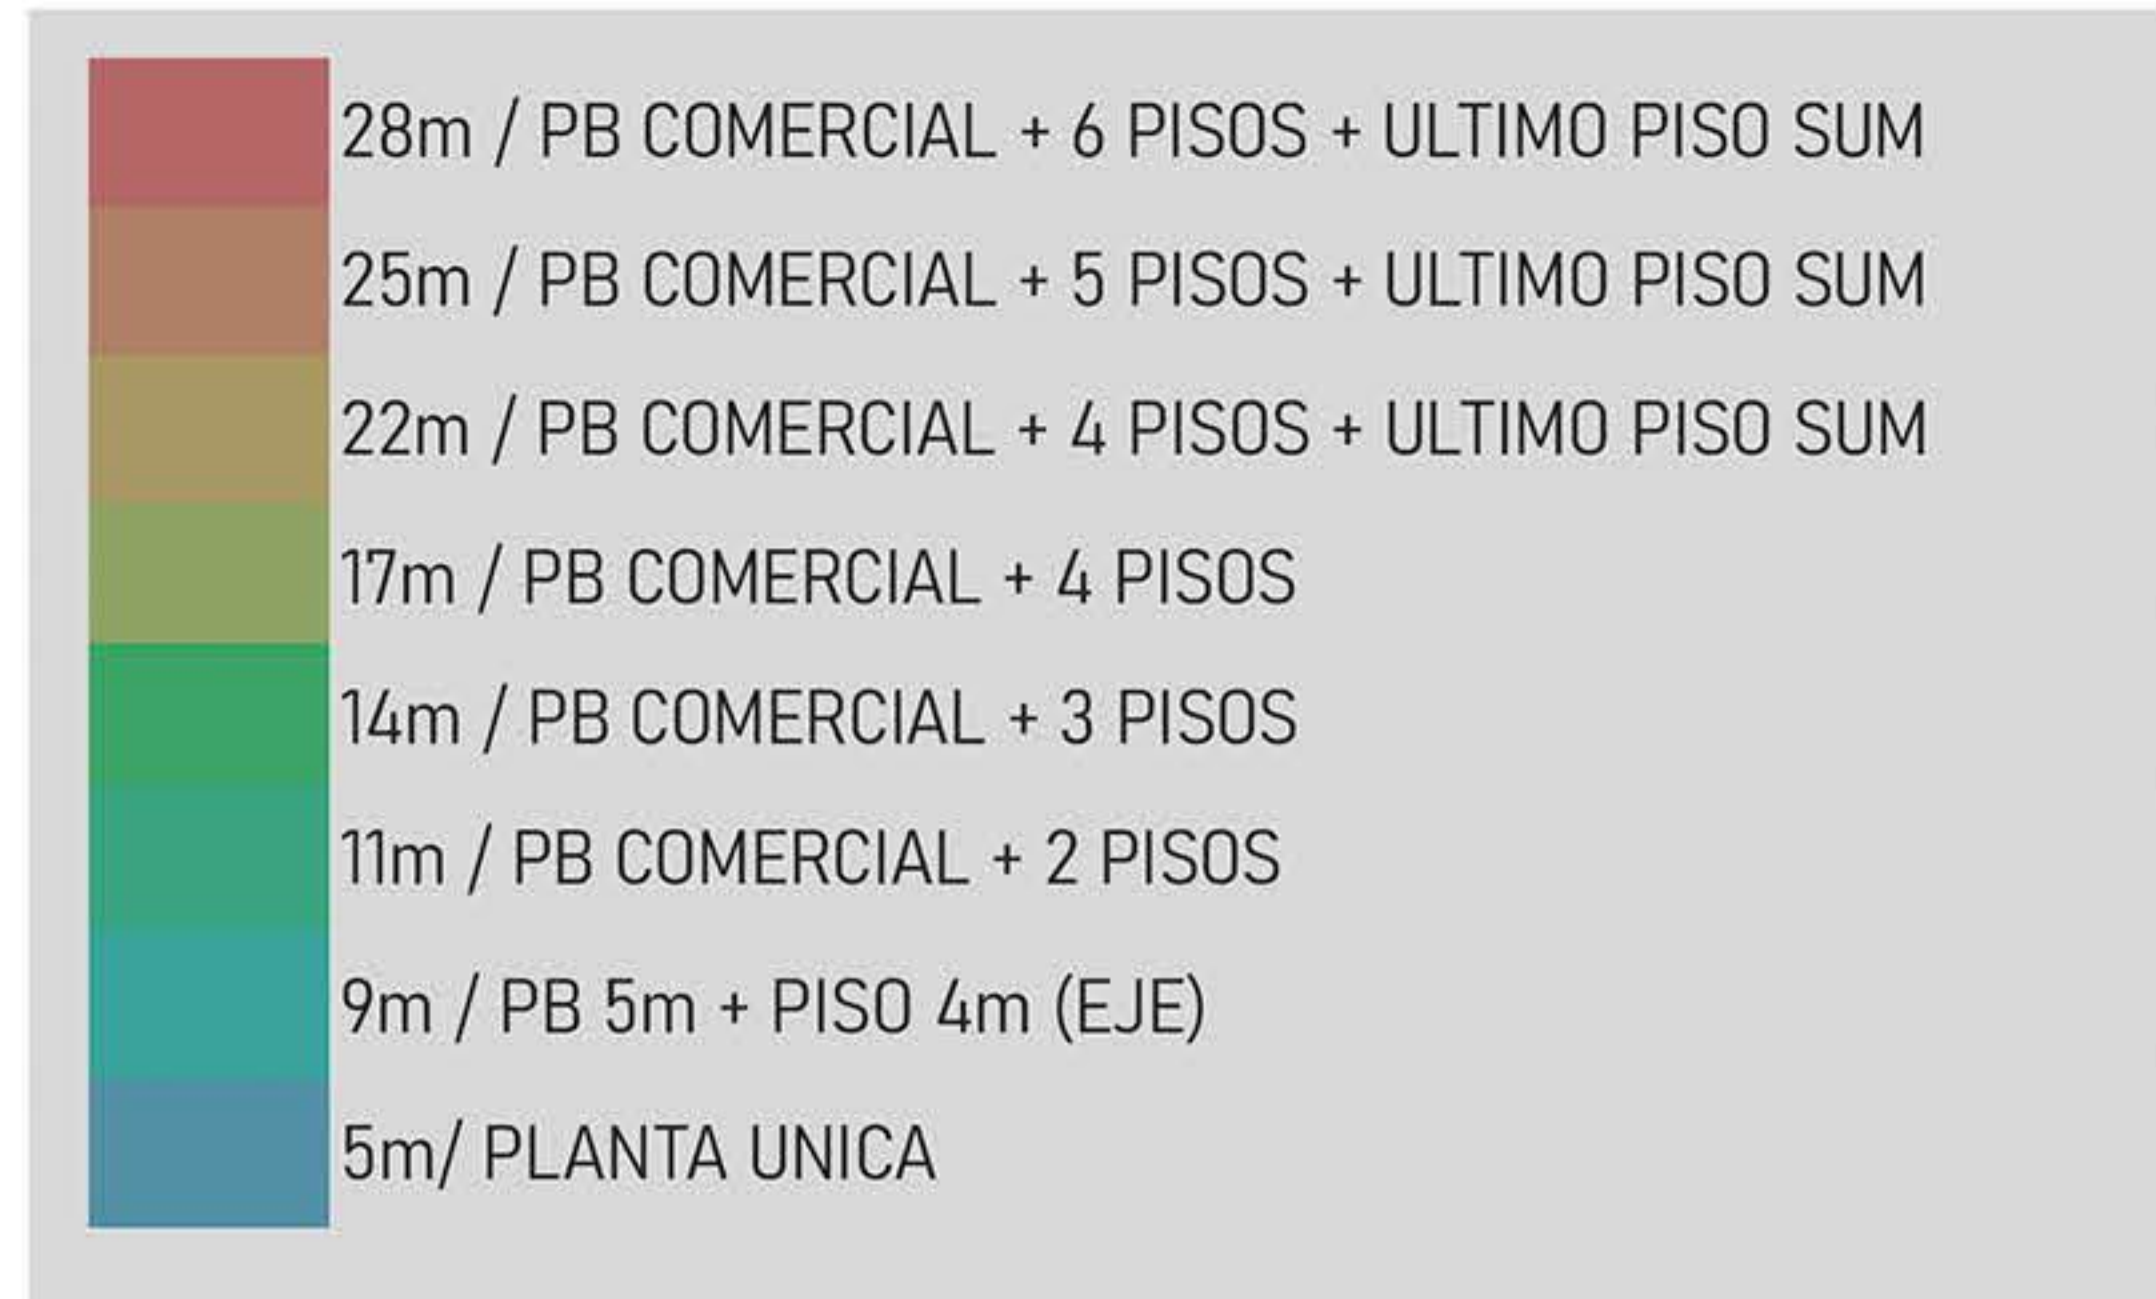 28m / PB COMERCIAL + 6 PISOS + ULTIMO PISO SUM
25m / PB COMERCIAL + 5 PISOS + ULTIMO PISO SUM
22m / PB COMERCIAL + 4 PISOS + ULTIMO PISO SUM
17m / PB COMERCIAL + 4 PISOS
14m / PB COMERCIAL + 3 PISOS
11m / PB COMERCIAL + 2 PISOS
9m / PB 5m + PISO 4m (EJE)
5m/ PLANTA UNICA